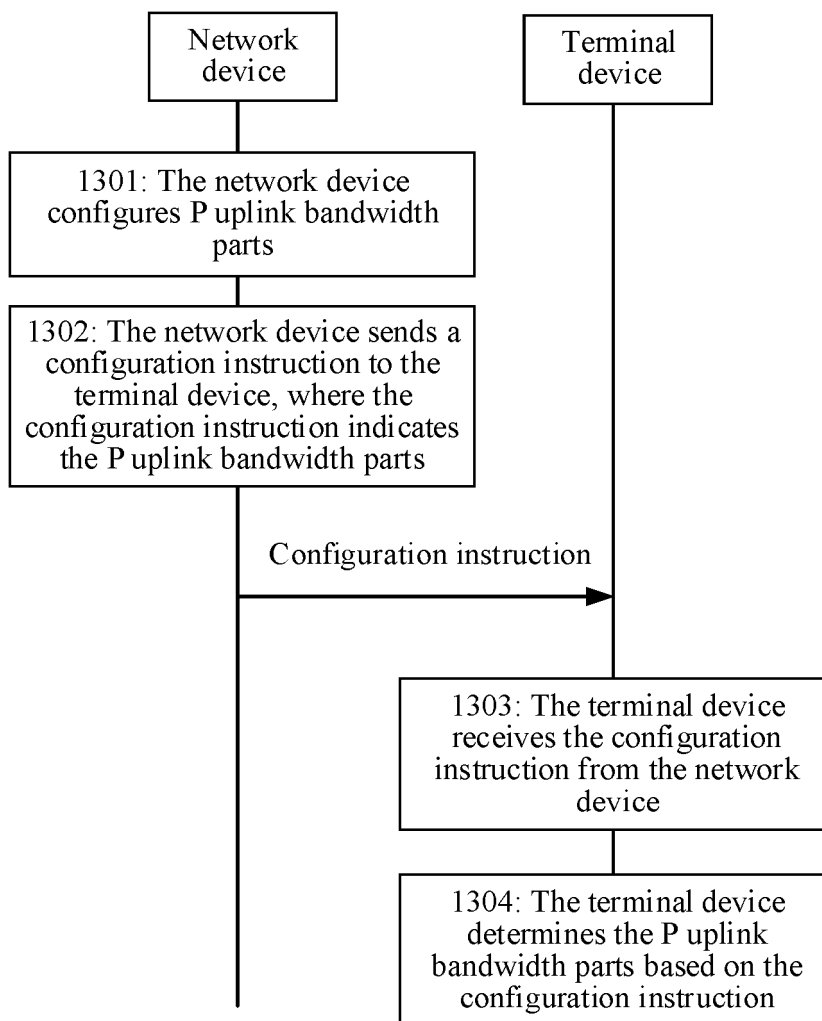 Network
device
Terminal
device
1301: The network device
configures P uplink bandwidth
parts
1302: The network device sends a
configuration instruction to the
terminal device, where the
configuration instruction indicates
the P uplink bandwidth parts
Configuration instruction
1303: The terminal device
receives the configuration
instruction from the network
device
1304: The terminal device
determines the P uplink
bandwidth parts based on the
configuration instruction